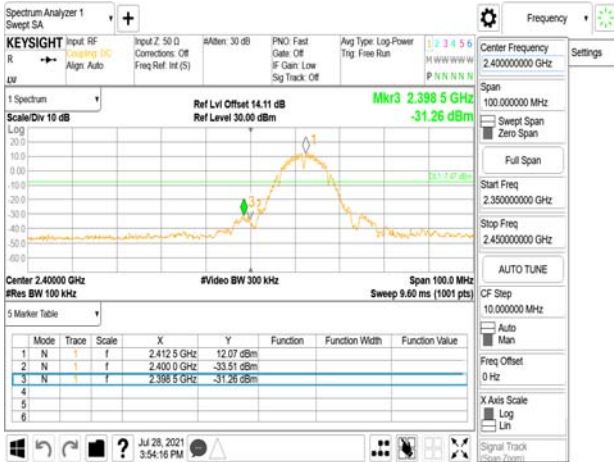 Spectrum Analyzer 1
Swept SA
+
Frequency
KEYSIGHT
R
Input: RF
Coupling: DC
Align: Auto
Input Z: 50 Ω
Corrections: Off
Freq Ref: Int (S)
#Atten: 30 dB
PNO: Fast
Gate: Off
IF Gain: Low
Sig Track: Off
Avg Type: Log-Power
Trig: Free Run
1 2 3 4 5 6
M W W W W W
P N N N N N
Center Frequency
2.400000000 GHz
Settings
Span
100.000000 MHz
Swept Span
Zero Span
Full Span
Start Freq
2.350000000 GHz
Stop Freq
2.450000000 GHz
AUTO TUNE
CF Step
10.000000 MHz
Auto
Man
Freq Offset
0 Hz
X Axis Scale
Log
Lin
Signal Track
(Span Zoom)
1 Spectrum
Scale/Div 10 dB
Log
Ref Lvl Offset 14.11 dB
Ref Level 30.00 dBm
Mkr3 2.398 5 GHz
-31.26 dBm
20.0
10.0
0.00
-10.0
-20.0
-30.0
-40.0
-50.0
-60.0
1
3
2
DL1 -7.47 dBm
Center 2.40000 GHz
#Res BW 100 kHz
#Video BW 300 kHz
Span 100.0 MHz
Sweep 9.60 ms (1001 pts)
5 Marker Table
Mode Trace Scale X Y Function Function Width Function Value
1 N 1 f 2.412 5 GHz 12.07 dBm
2 N 1 f 2.400 0 GHz -33.51 dBm
3 N 1 f 2.398 5 GHz -31.26 dBm
4
5
6
?
Jul 28, 2021
3:54:16 PM